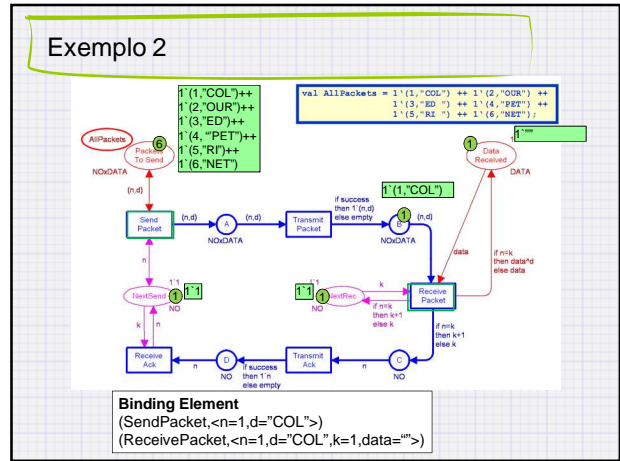 Exemplo 2
1`(1,"COL")++
1`(2,"OUR")++
1`(3,"ED")++
1`(4, "PET")++
1`(5,"RI")++
1`(6,"NET")
val AllPackets = 1`(1,"COL") ++ 1`(2,"OUR") ++
1`(3,"ED ") ++ 1`(4,"PET") ++
1`(5,"RI ") ++ 1`(6,"NET");
AllPackets
Packets
To Send
6
NOxDATA
1`""
1
Data
Received
DATA
1`(1,"COL")
(n,d)
if success
then 1`(n,d)
else empty
Send
Packet
(n,d)
A
(n,d)
NOxDATA
Transmit
Packet
B
1
(n,d)
NOxDATA
data
if n=k
then data^d
else data
n
1`1
NextSend
1
1`1
NO
1`1
1`1
1
NextRec
NO
k
if n=k
then k+1
else k
Receive
Packet
if n=k
then k+1
else k
k
n
Receive
Ack
n
D
NO
if success
then 1`n
else empty
Transmit
Ack
n
C
NO
Binding Element
(SendPacket,<n=1,d="COL">)
(ReceivePacket,<n=1,d="COL",k=1,data="">)